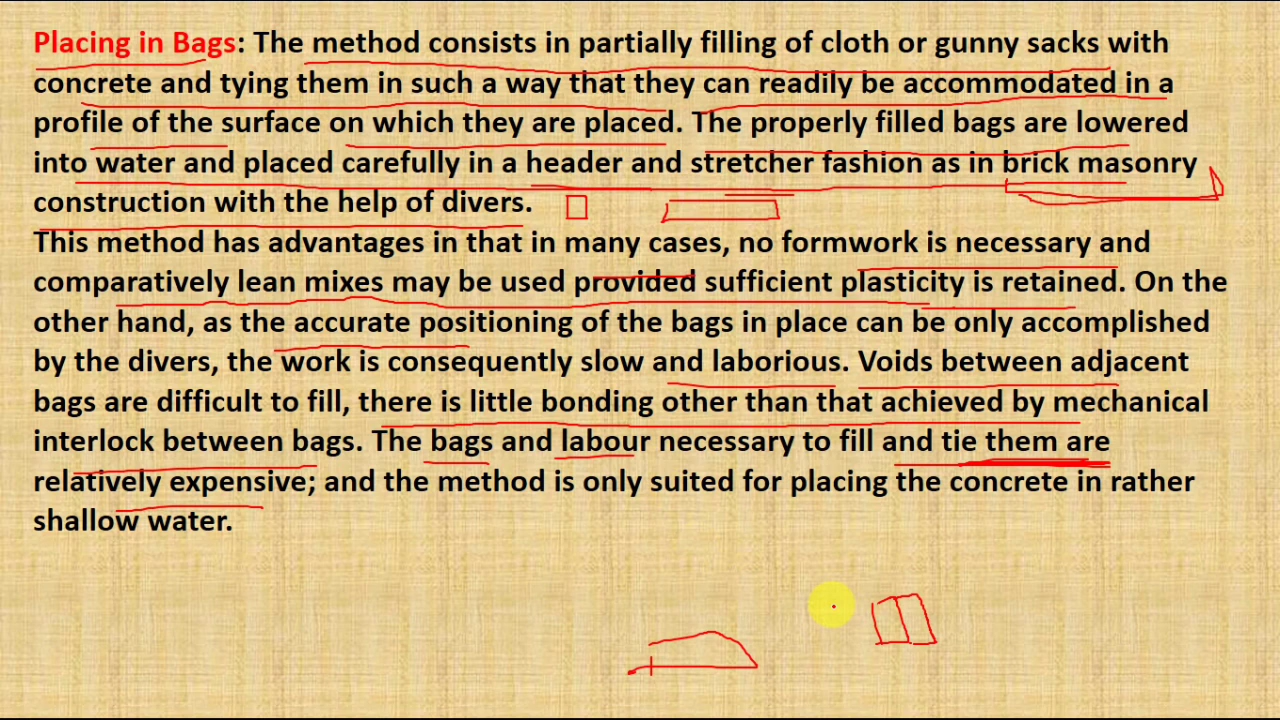 Placing in Bags: The method consists in partially filling of cloth or gunny sacks with
concrete and tying them in such a way that they can readily be accommodated in a
profile of the surface on which they are placed. The properly filled bags are lowered
into water and placed carefully in a header and stretcher fashion as in brick masonry
construction with the help of divers.
This method has advantages in that in many cases, no formwork is necessary and
comparatively lean mixes may be used provided sufficient plasticity is retained. On the
other hand, as the accurate positioning of the bags in place can be only accomplished
by the divers, the work is consequently slow and laborious. Voids between adjacent
bags are difficult to fill, there is little bonding other than that achieved by mechanical
interlock between bags. The bags and labour necessary to fill and tie them are
relatively expensive; and the method is only suited for placing the concrete in rather
shallow water.